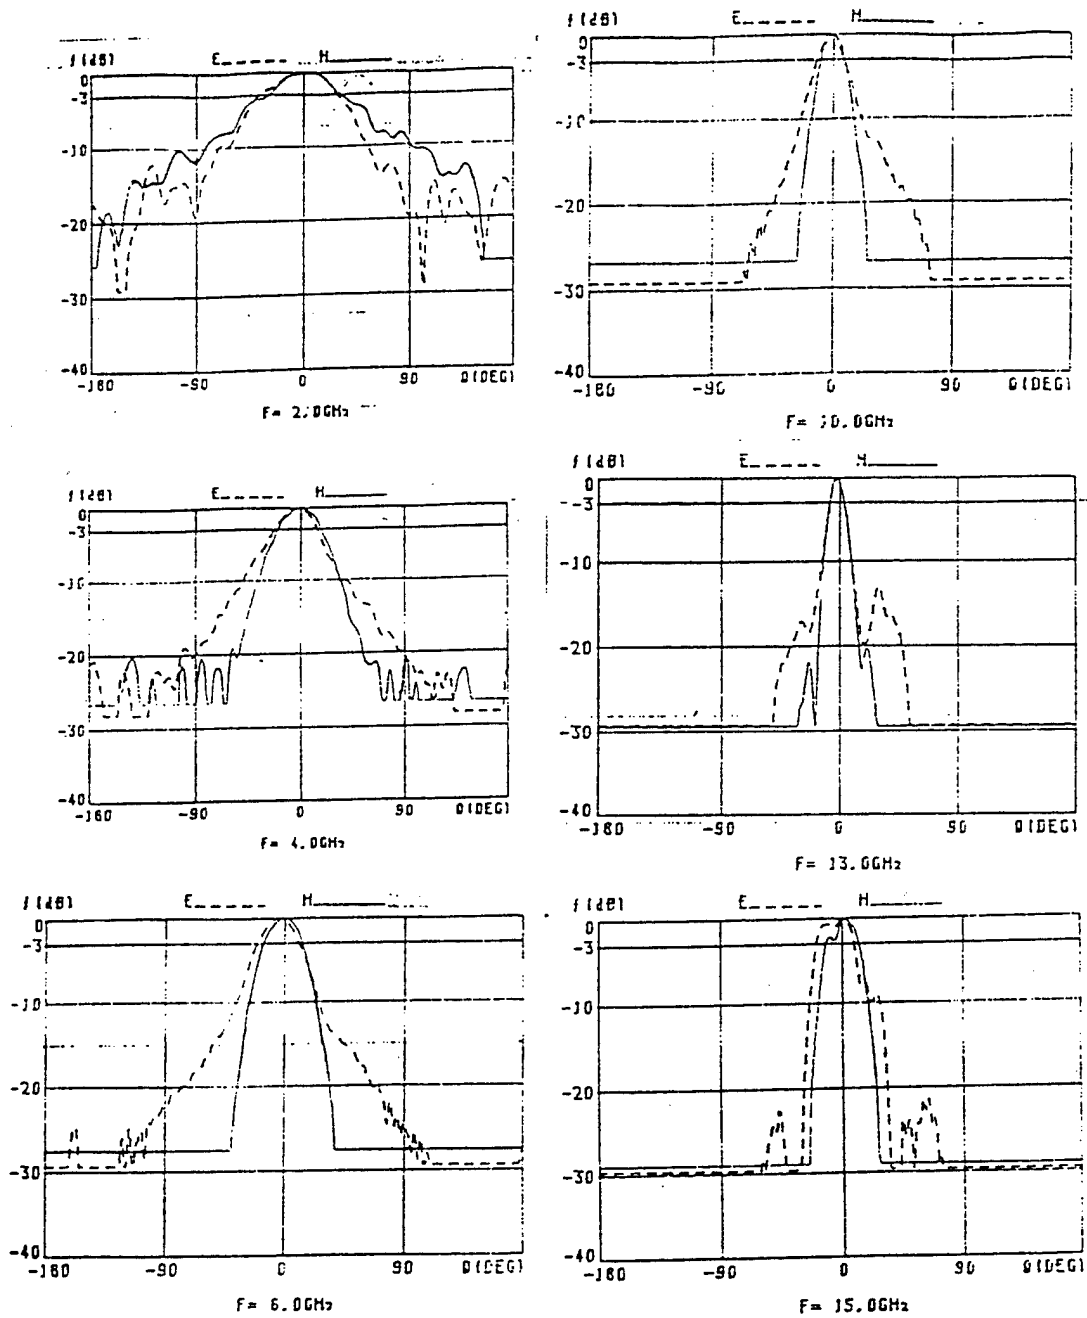 f(dB) E H
0
-3
-10
-20
-30
-40
-180 -90 0 90 Θ(DEG)
F= 2.0GHz
f(dB) E H
0
-3
-10
-20
-30
-40
-180 -90 0 90 Θ(DEG)
F= 10.0GHz
f(dB) E H
0
-3
-10
-20
-30
-40
-180 -90 0 90 Θ(DEG)
F= 4.0GHz
f(dB) E H
0
-3
-10
-20
-30
-40
-180 -90 0 90 Θ(DEG)
F= 13.0GHz
f(dB) E H
0
-3
-10
-20
-30
-40
-180 -90 0 90 Θ(DEG)
F= 6.0GHz
f(dB) E H
0
-3
-10
-20
-30
-40
-180 -90 0 90 Θ(DEG)
F= 15.0GHz